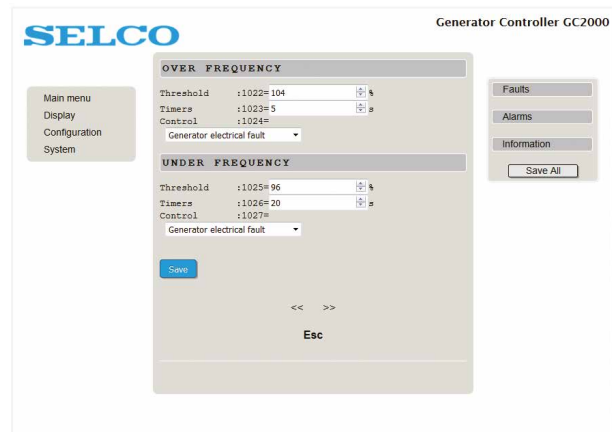 SELCO
Generator Controller GC2000
Main menu
Display
Configuration
System
OVER FREQUENCY
Threshold :1022= 104 %
Timers :1023= 5 s
Control :1024=
Generator electrical fault
UNDER FREQUENCY
Threshold :1025= 96 %
Timers :1026= 20 s
Control :1027=
Generator electrical fault
Save
<< >>
Esc
Faults
Alarms
Information
Save All